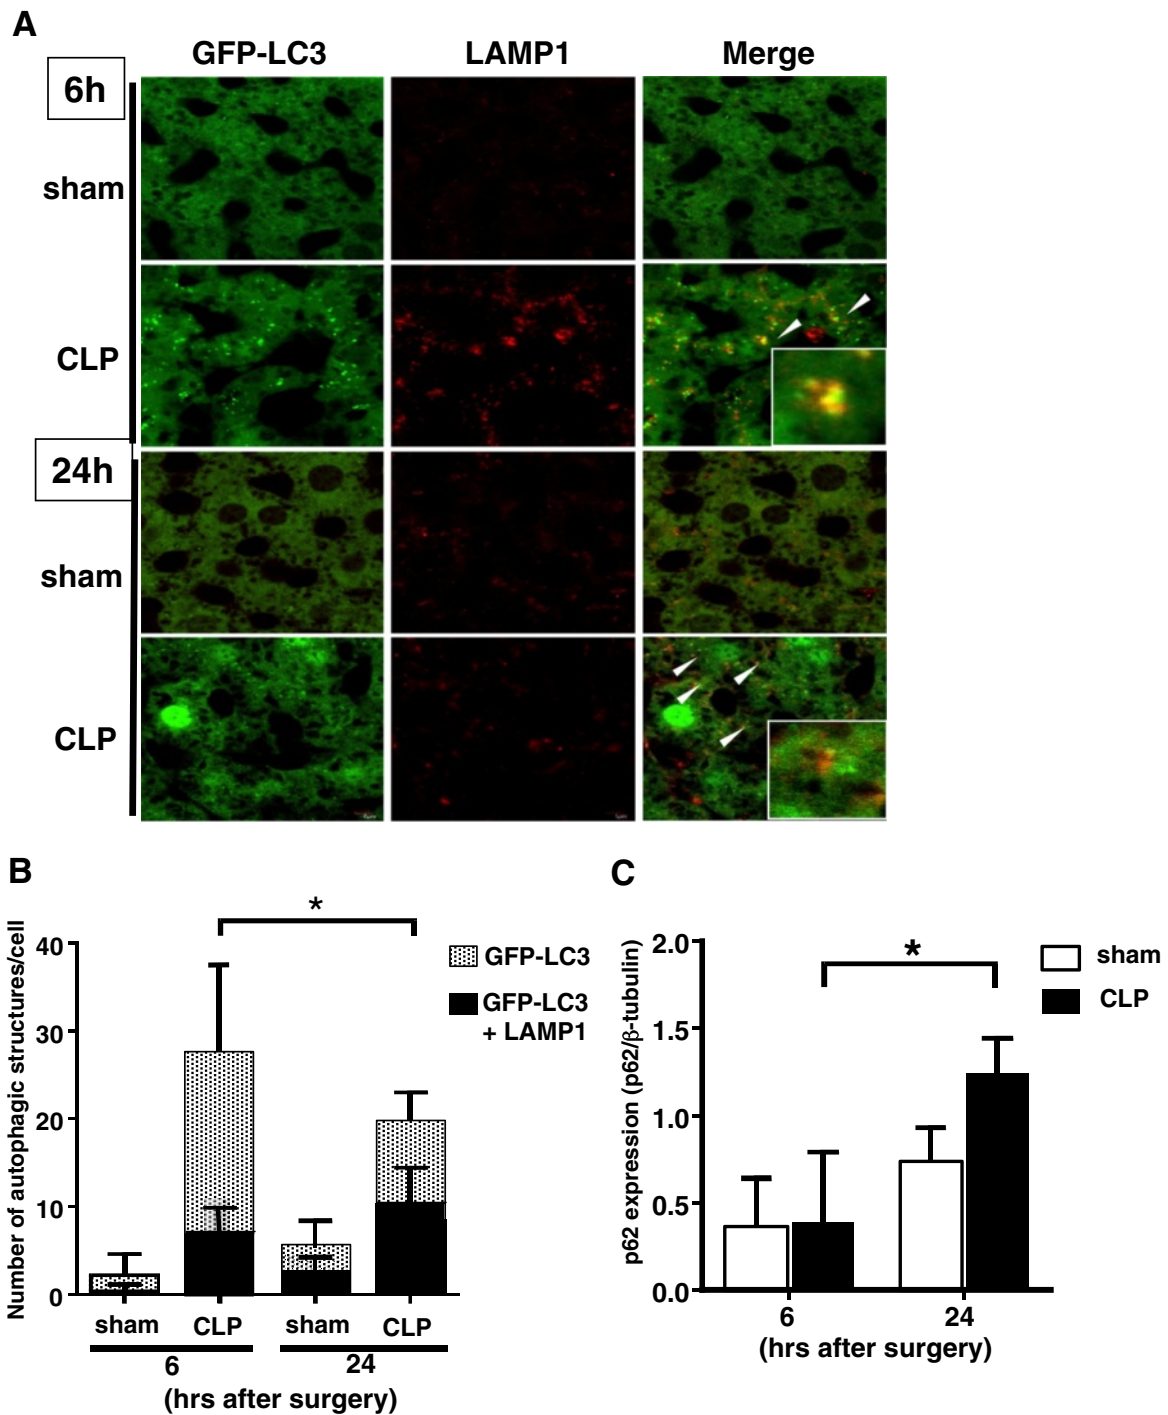 A
GFP-LC3 LAMP1 Merge
6h
sham
CLP
24h
sham
CLP
B
Number of autophagic structures/cell
40
30
20
10
0
*
GFP-LC3
GFP-LC3
+ LAMP1
sham CLP sham CLP
6 24
(hrs after surgery)
C
p62 expression (p62/β-tubulin)
2.0
1.5
1.0
0.5
0.0
*
sham
CLP
6 24
(hrs after surgery)